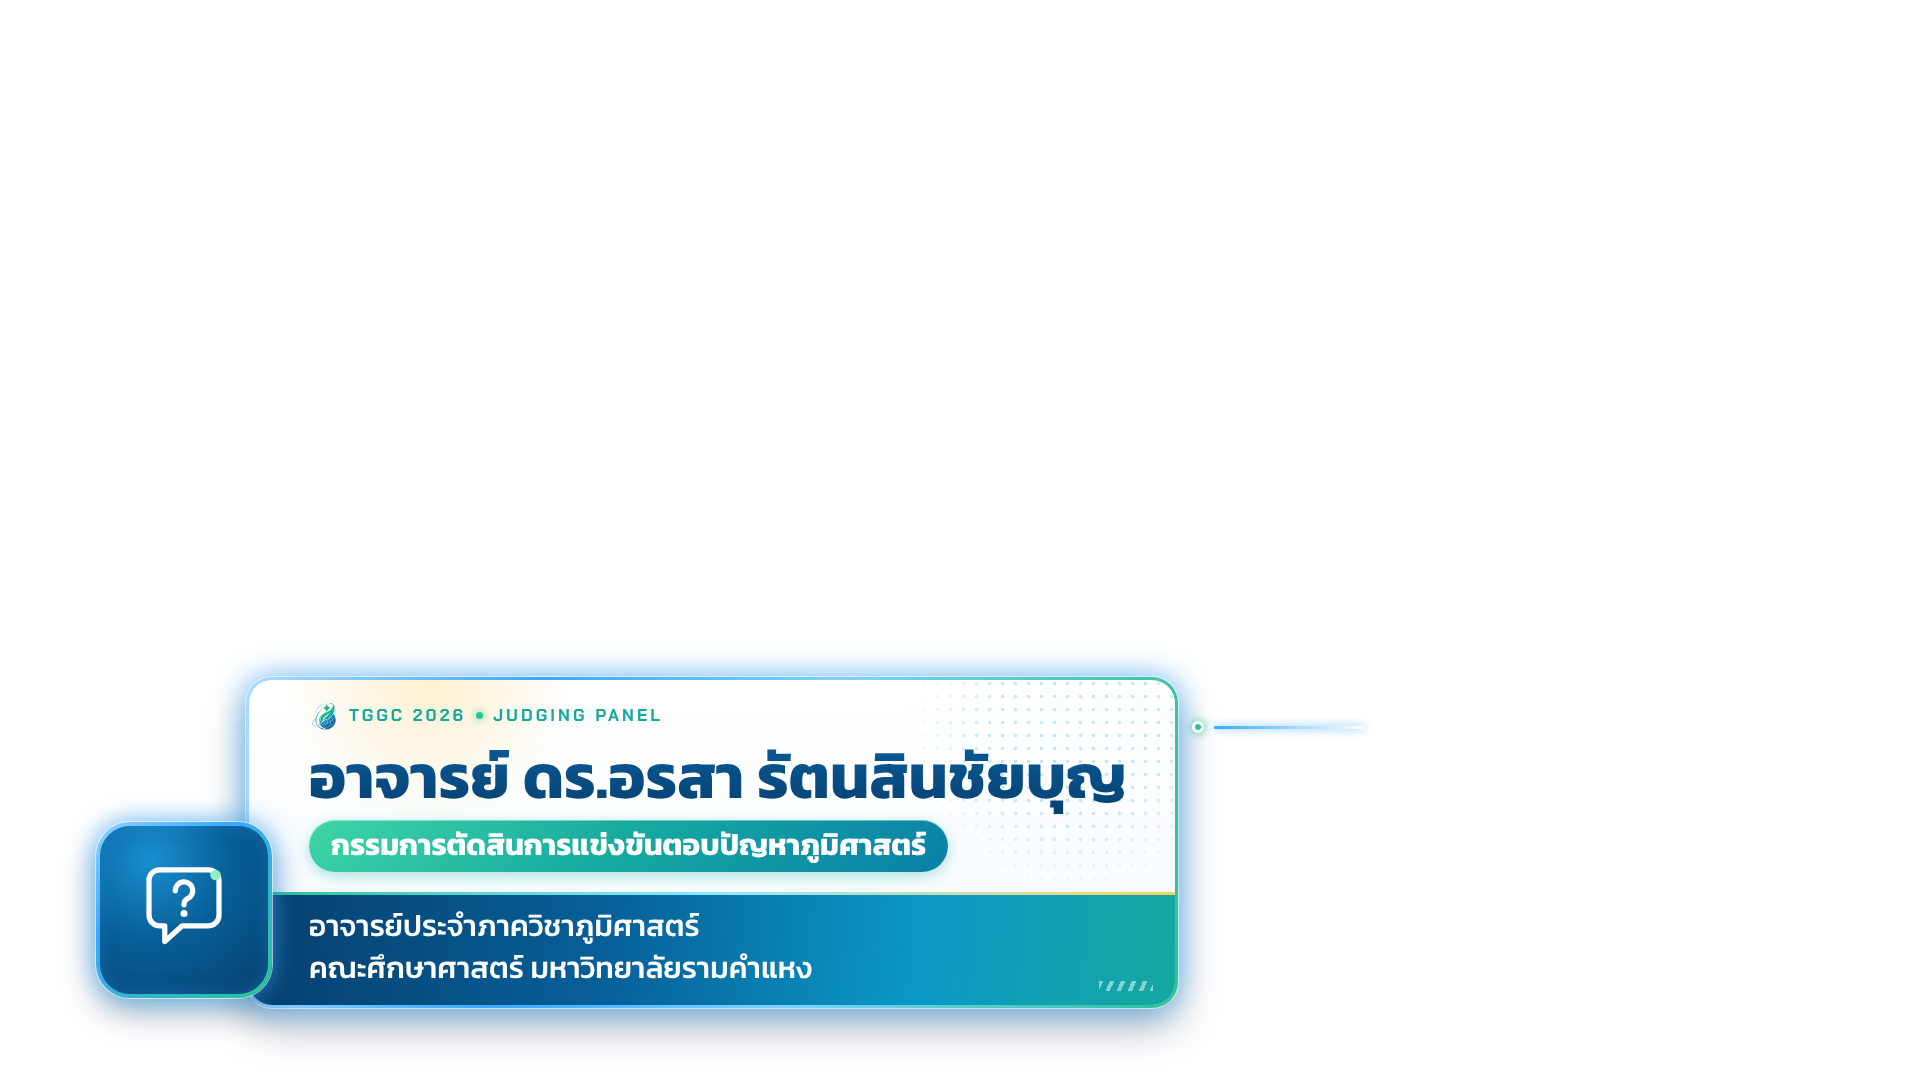 TGGC 2026 • JUDGING PANEL
อาจารย์ ดร.อรสา รัตนสินชัยบุญ
กรรมการตัดสินการแข่งขันตอบปัญหาภูมิศาสตร์
อาจารย์ประจำภาควิชาภูมิศาสตร์
คณะศึกษาศาสตร์ มหาวิทยาลัยรามคำแหง